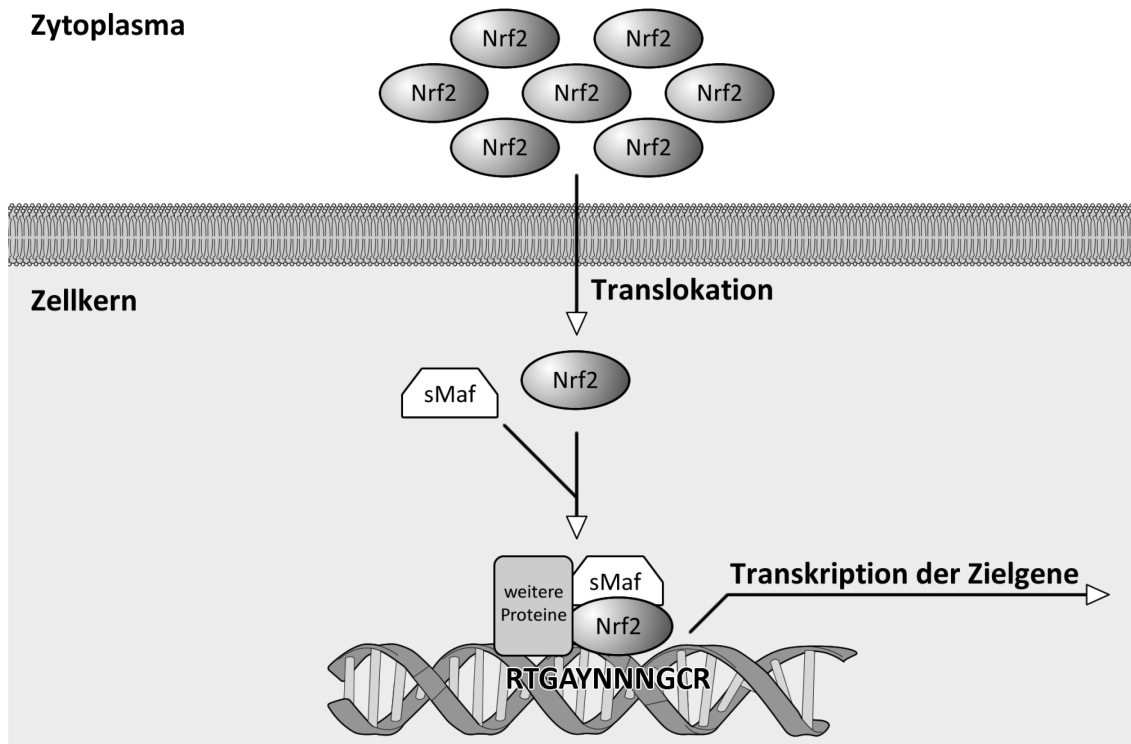 Zytoplasma
Nrf2
Nrf2
Nrf2
Nrf2
Nrf2
Nrf2
Nrf2
Translokation
Zellkern
Nrf2
sMaf
weitere
Proteine
sMaf
Nrf2
Transkription der Zielgene
RTGAYNNNGCR